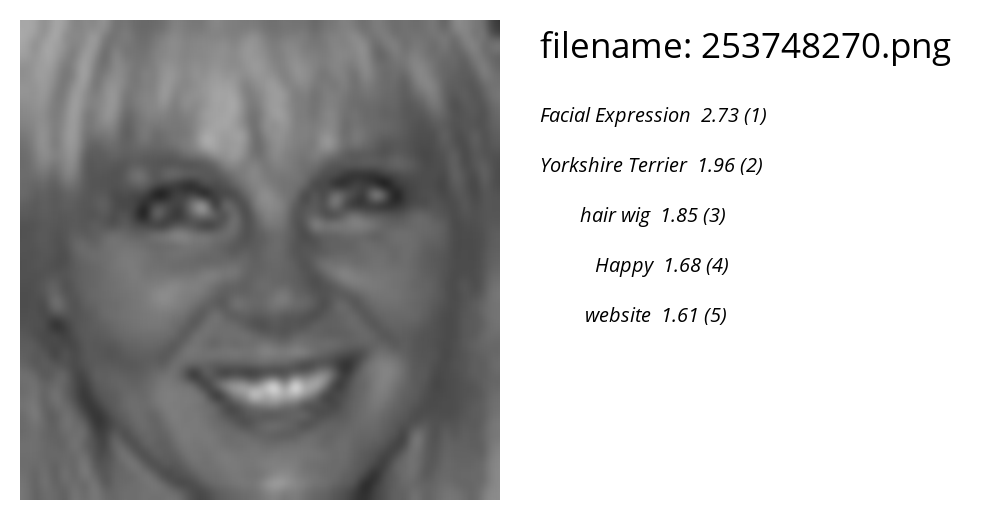 filename: 253748270.png
Facial Expression 2.73 (1)
Yorkshire Terrier 1.96 (2)
hair wig 1.85 (3)
Happy 1.68 (4)
website 1.61 (5)